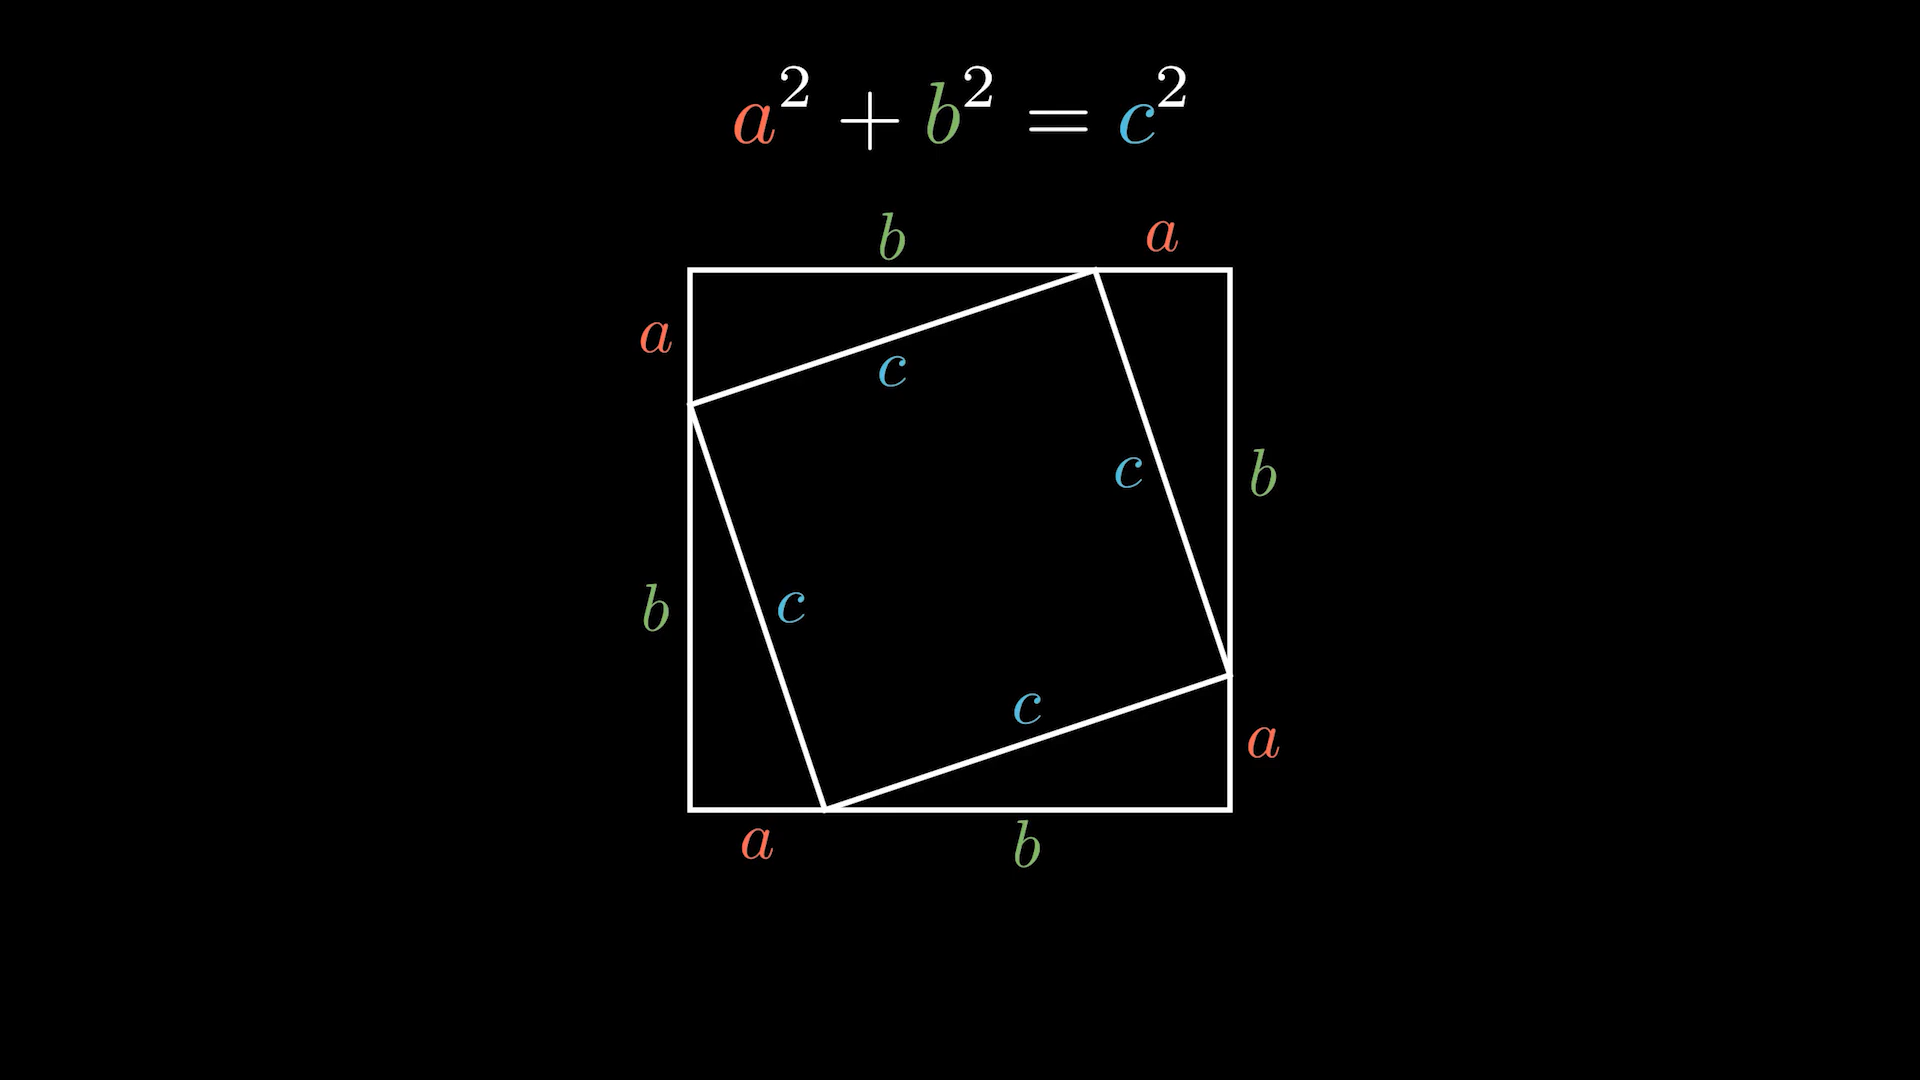 a² + b² = c²
b a
a
c
c b
b c
c
a
a b